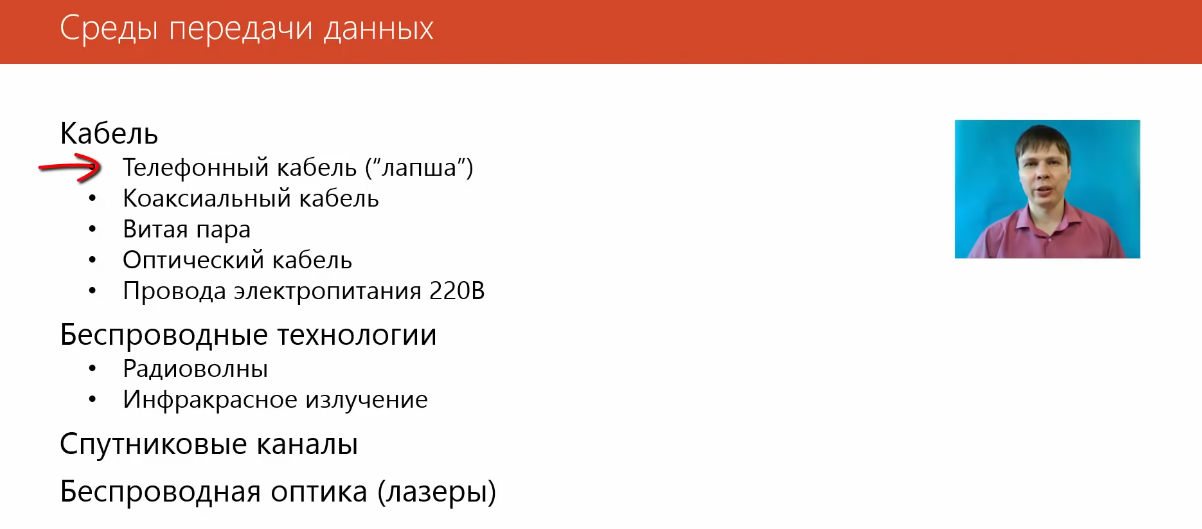 Среды передачи данных
Кабель
Телефонный кабель (“лапша”)
• Коаксиальный кабель
• Витая пара
• Оптический кабель
• Провода электропитания 220В
Беспроводные технологии
• Радиоволны
• Инфракрасное излучение
Спутниковые каналы
Беспроводная оптика (лазеры)